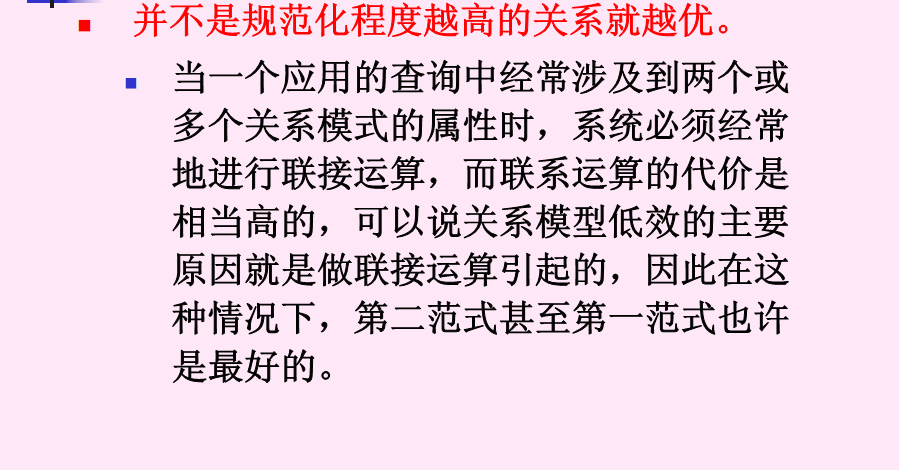 并不是规范化程度越高的关系就越优。
当一个应用的查询中经常涉及到两个或
多个关系模式的属性时，系统必须经常
地进行联接运算，而联系运算的代价是
相当高的，可以说关系模型低效的主要
原因就是做联接运算引起的，因此在这
种情况下，第二范式甚至第一范式也许
是最好的。